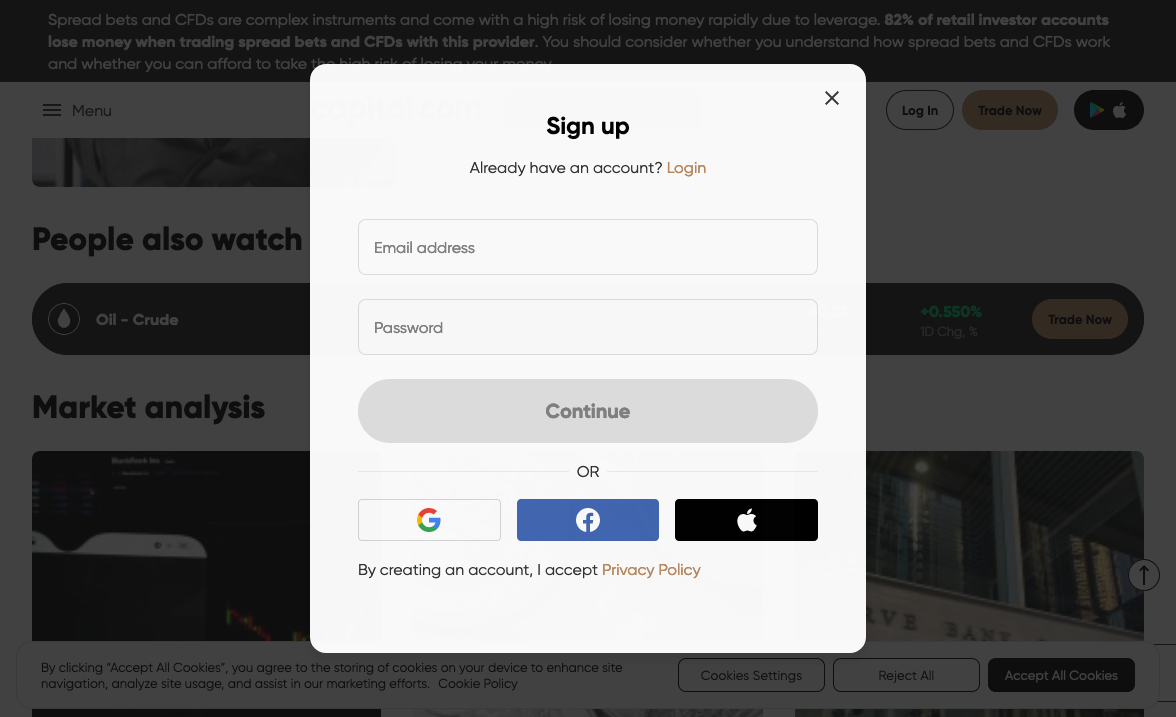 Spread bets and CFDs are complex instruments and come with a high risk of losing money rapidly due to leverage. 82% of retail investor accounts
lose money when trading spread bets and CFDs with this provider. You should consider whether you understand how spread bets and CFDs work
and whether you can afford to take the high risk of losing your money.
Menu
capital.com
Log In
Trade Now
Sign up
Already have an account? Login
People also watch
Email address
Oil - Crude
+0.550%
1D Chg, %
Trade Now
Password
Market analysis
Continue
OR
By creating an account, I accept Privacy Policy
RVE BANK
By clicking “Accept All Cookies”, you agree to the storing of cookies on your device to enhance site
navigation, analyze site usage, and assist in our marketing efforts. Cookie Policy
Cookies Settings
Reject All
Accept All Cookies